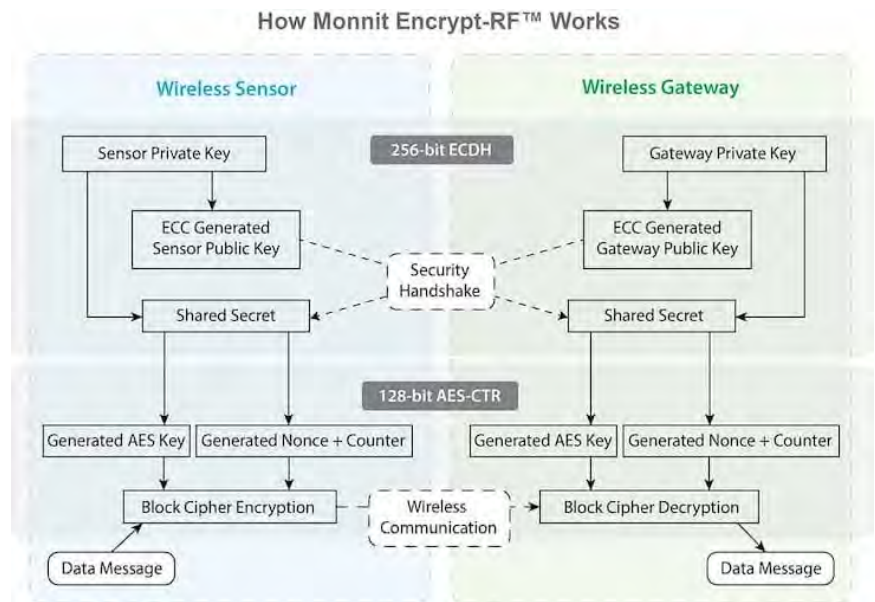 How Monnit Encrypt-RF™ Works
Wireless Sensor
Wireless Gateway
Sensor Private Key
256-bit ECDH
Gateway Private Key
ECC Generated
Sensor Public Key
ECC Generated
Gateway Public Key
Security
Handshake
Shared Secret
Shared Secret
128-bit AES-CTR
Generated AES Key
Generated Nonce + Counter
Generated AES Key
Generated Nonce + Counter
Block Cipher Encryption
Wireless
Communication
Block Cipher Decryption
Data Message
Data Message